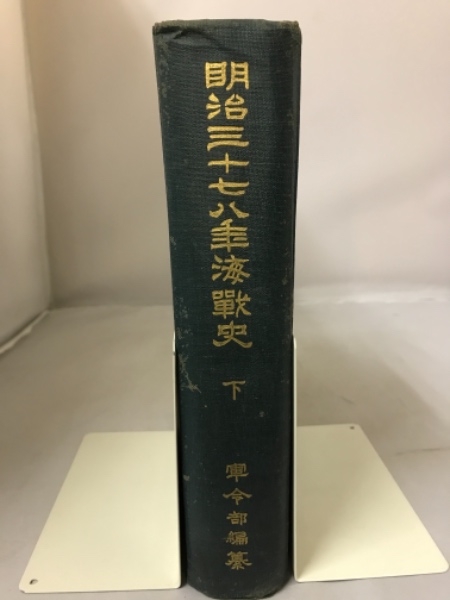 明治三十七八年海戰史
下
軍令部編纂